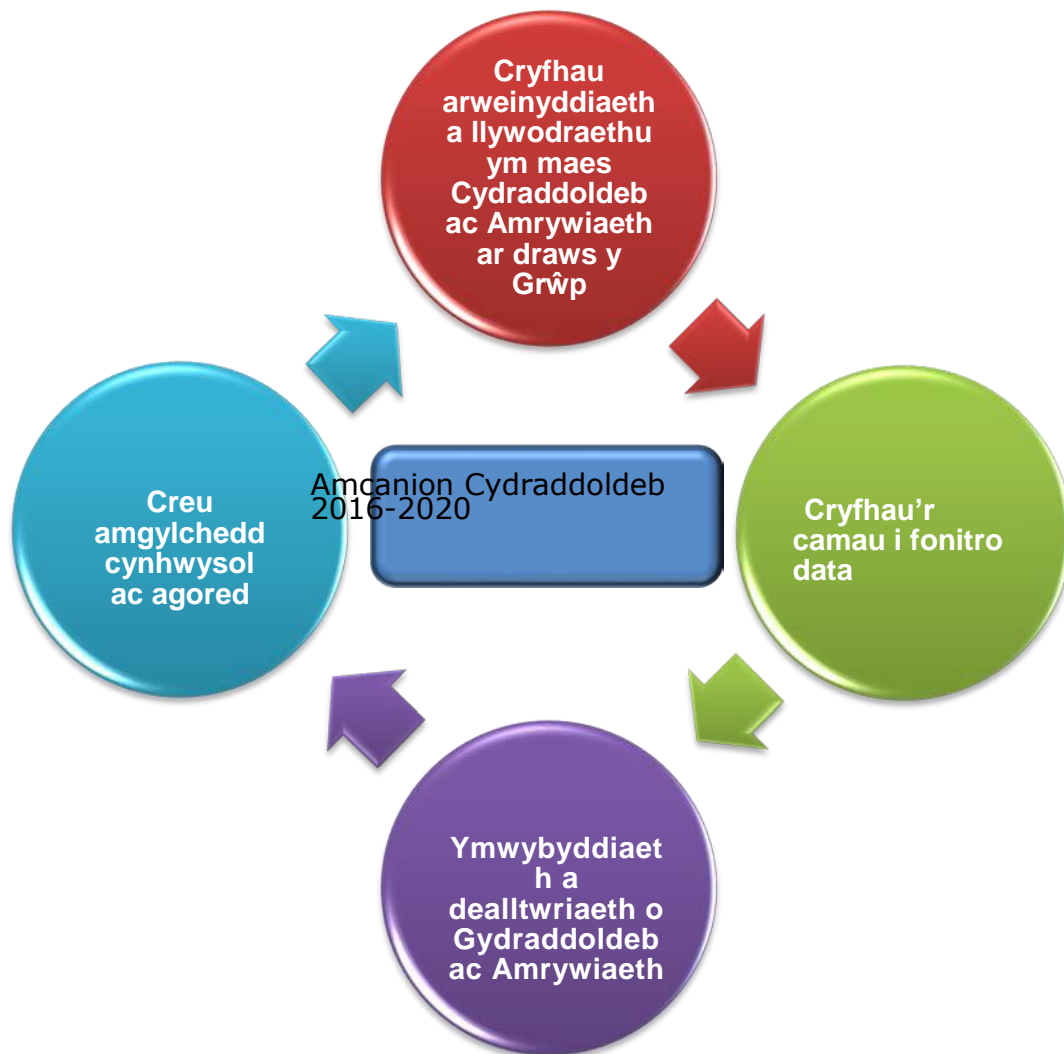 Cryfhau
arweinyddiaeth
a llywodraethu
ym maes
Cydraddoldeb
ac Amrywiaeth
ar draws y
Grŵp
Creu
amgylchedd
cynhwysol
ac agored
Amcanion Cydraddoldeb
2016-2020
Cryfhau’r
camau i fonitro
data
Ymwybyddiaet
h a
dealltwriaeth o
Gydraddoldeb
ac Amrywiaeth